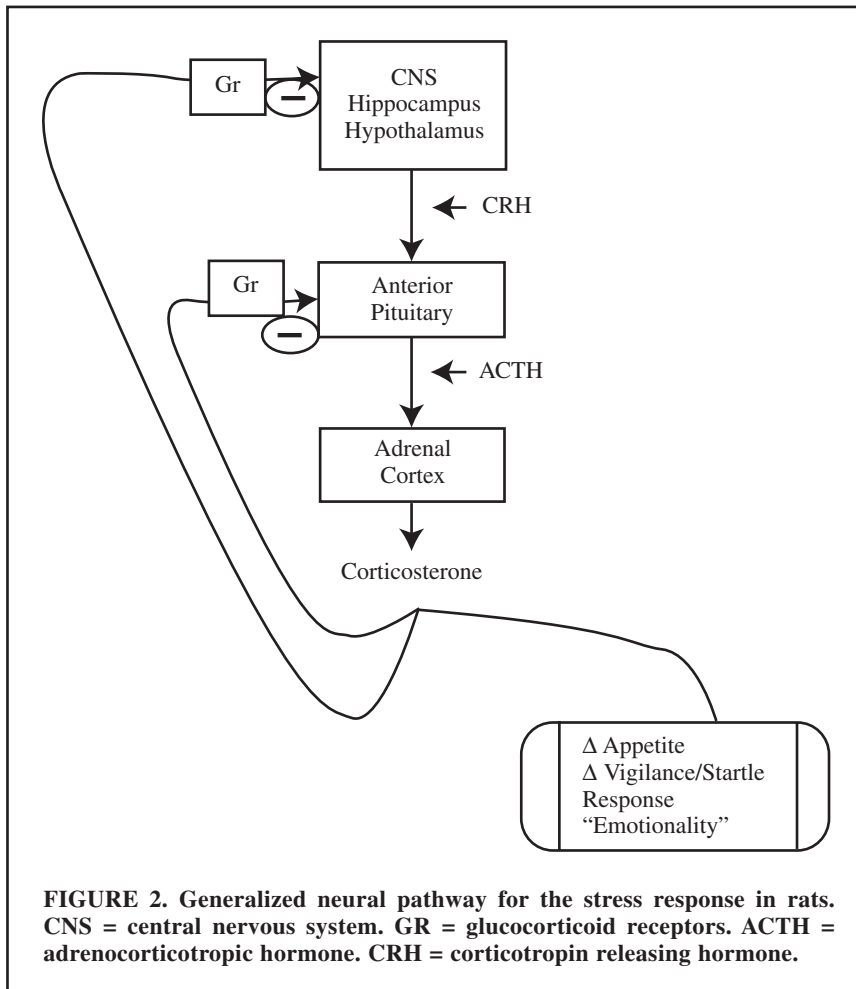 Gr
CNS
Hippocampus
Hypothalamus
CRH
Gr
Anterior
Pituitary
ACTH
Adrenal
Cortex
Corticosterone
Δ Appetite
Δ Vigilance/Startle
Response
“Emotionality”
FIGURE 2. Generalized neural pathway for the stress response in rats.
CNS = central nervous system. GR = glucocorticoid receptors. ACTH =
adrenocorticotropic hormone. CRH = corticotropin releasing hormone.